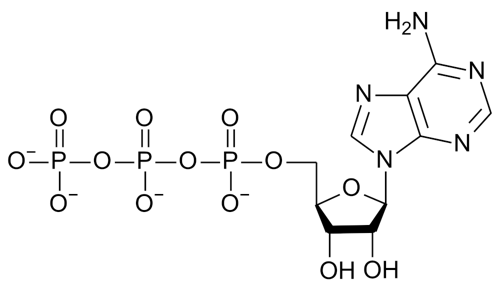 H₂N
N N
O O O N N
O⁻ P O P O P O
O⁻ O⁻ O⁻ O
OH OH